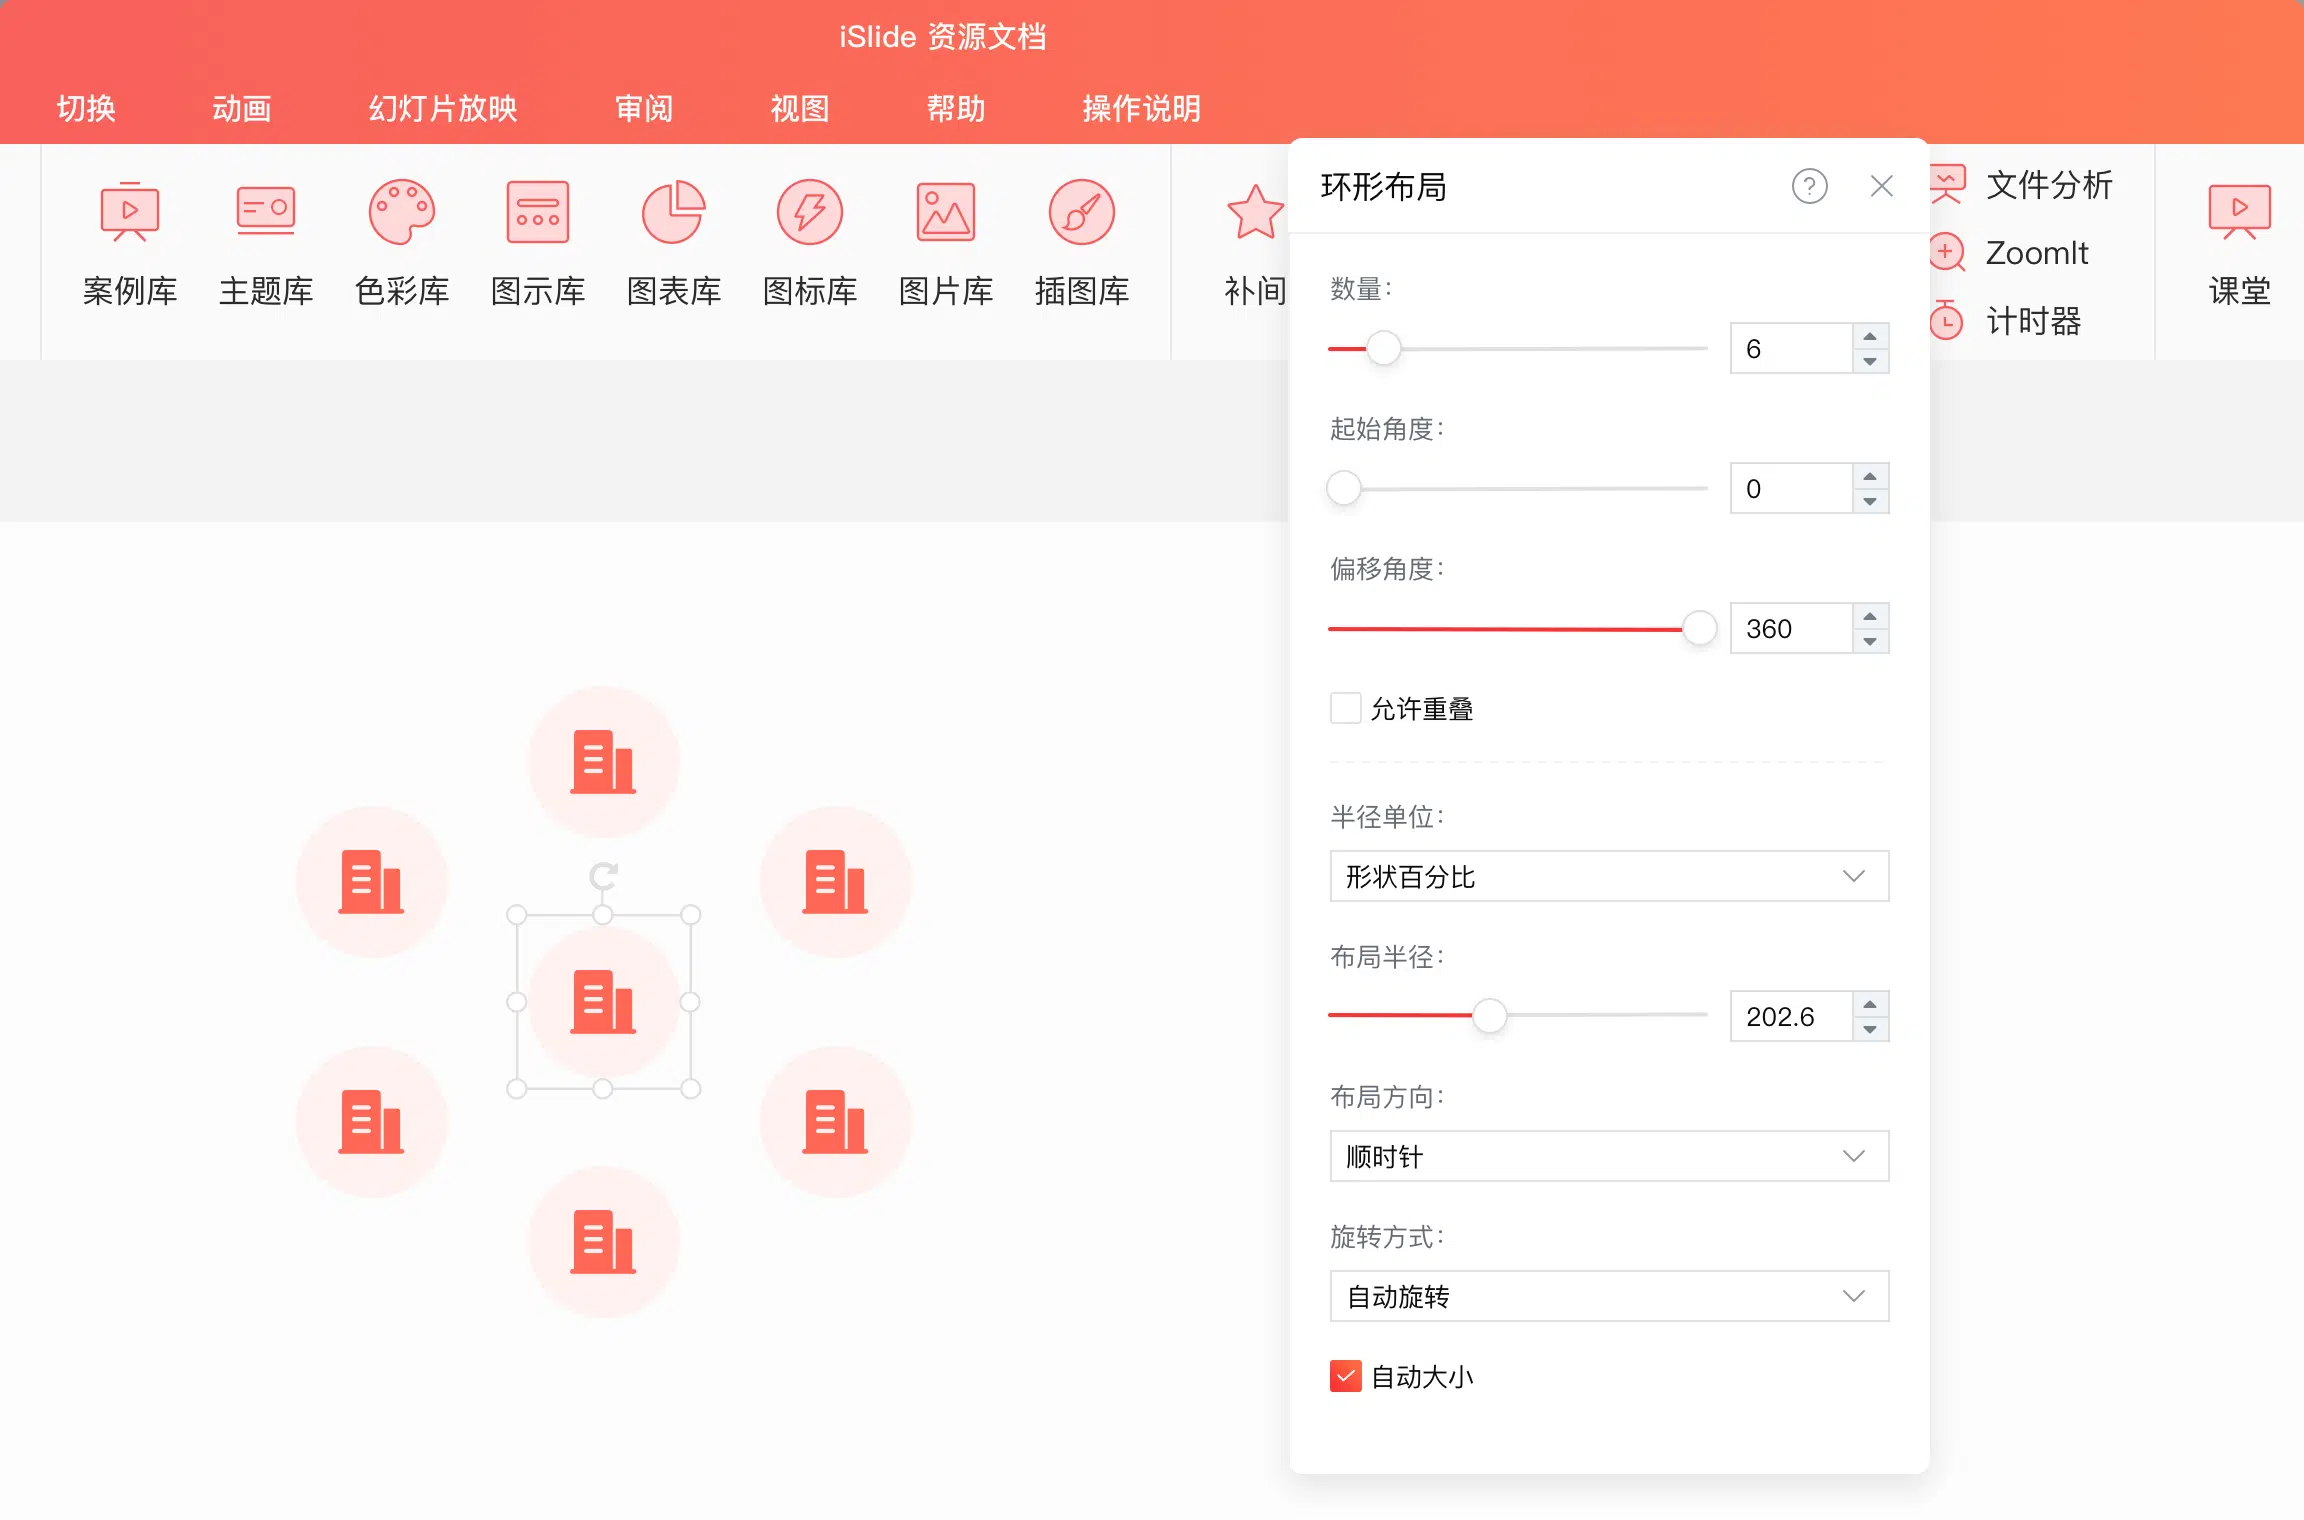 iSlide 资源文档
切换 动画 幻灯片放映 审阅 视图 帮助 操作说明
案例库 主题库 色彩库 图示库 图表库 图标库 图片库 插图库 补间
文件分析
ZoomIt
计时器
课堂
环形布局
?
数量:
6
起始角度:
0
偏移角度:
360
允许重叠
半径单位:
形状百分比
布局半径:
202.6
布局方向:
顺时针
旋转方式:
自动旋转
自动大小